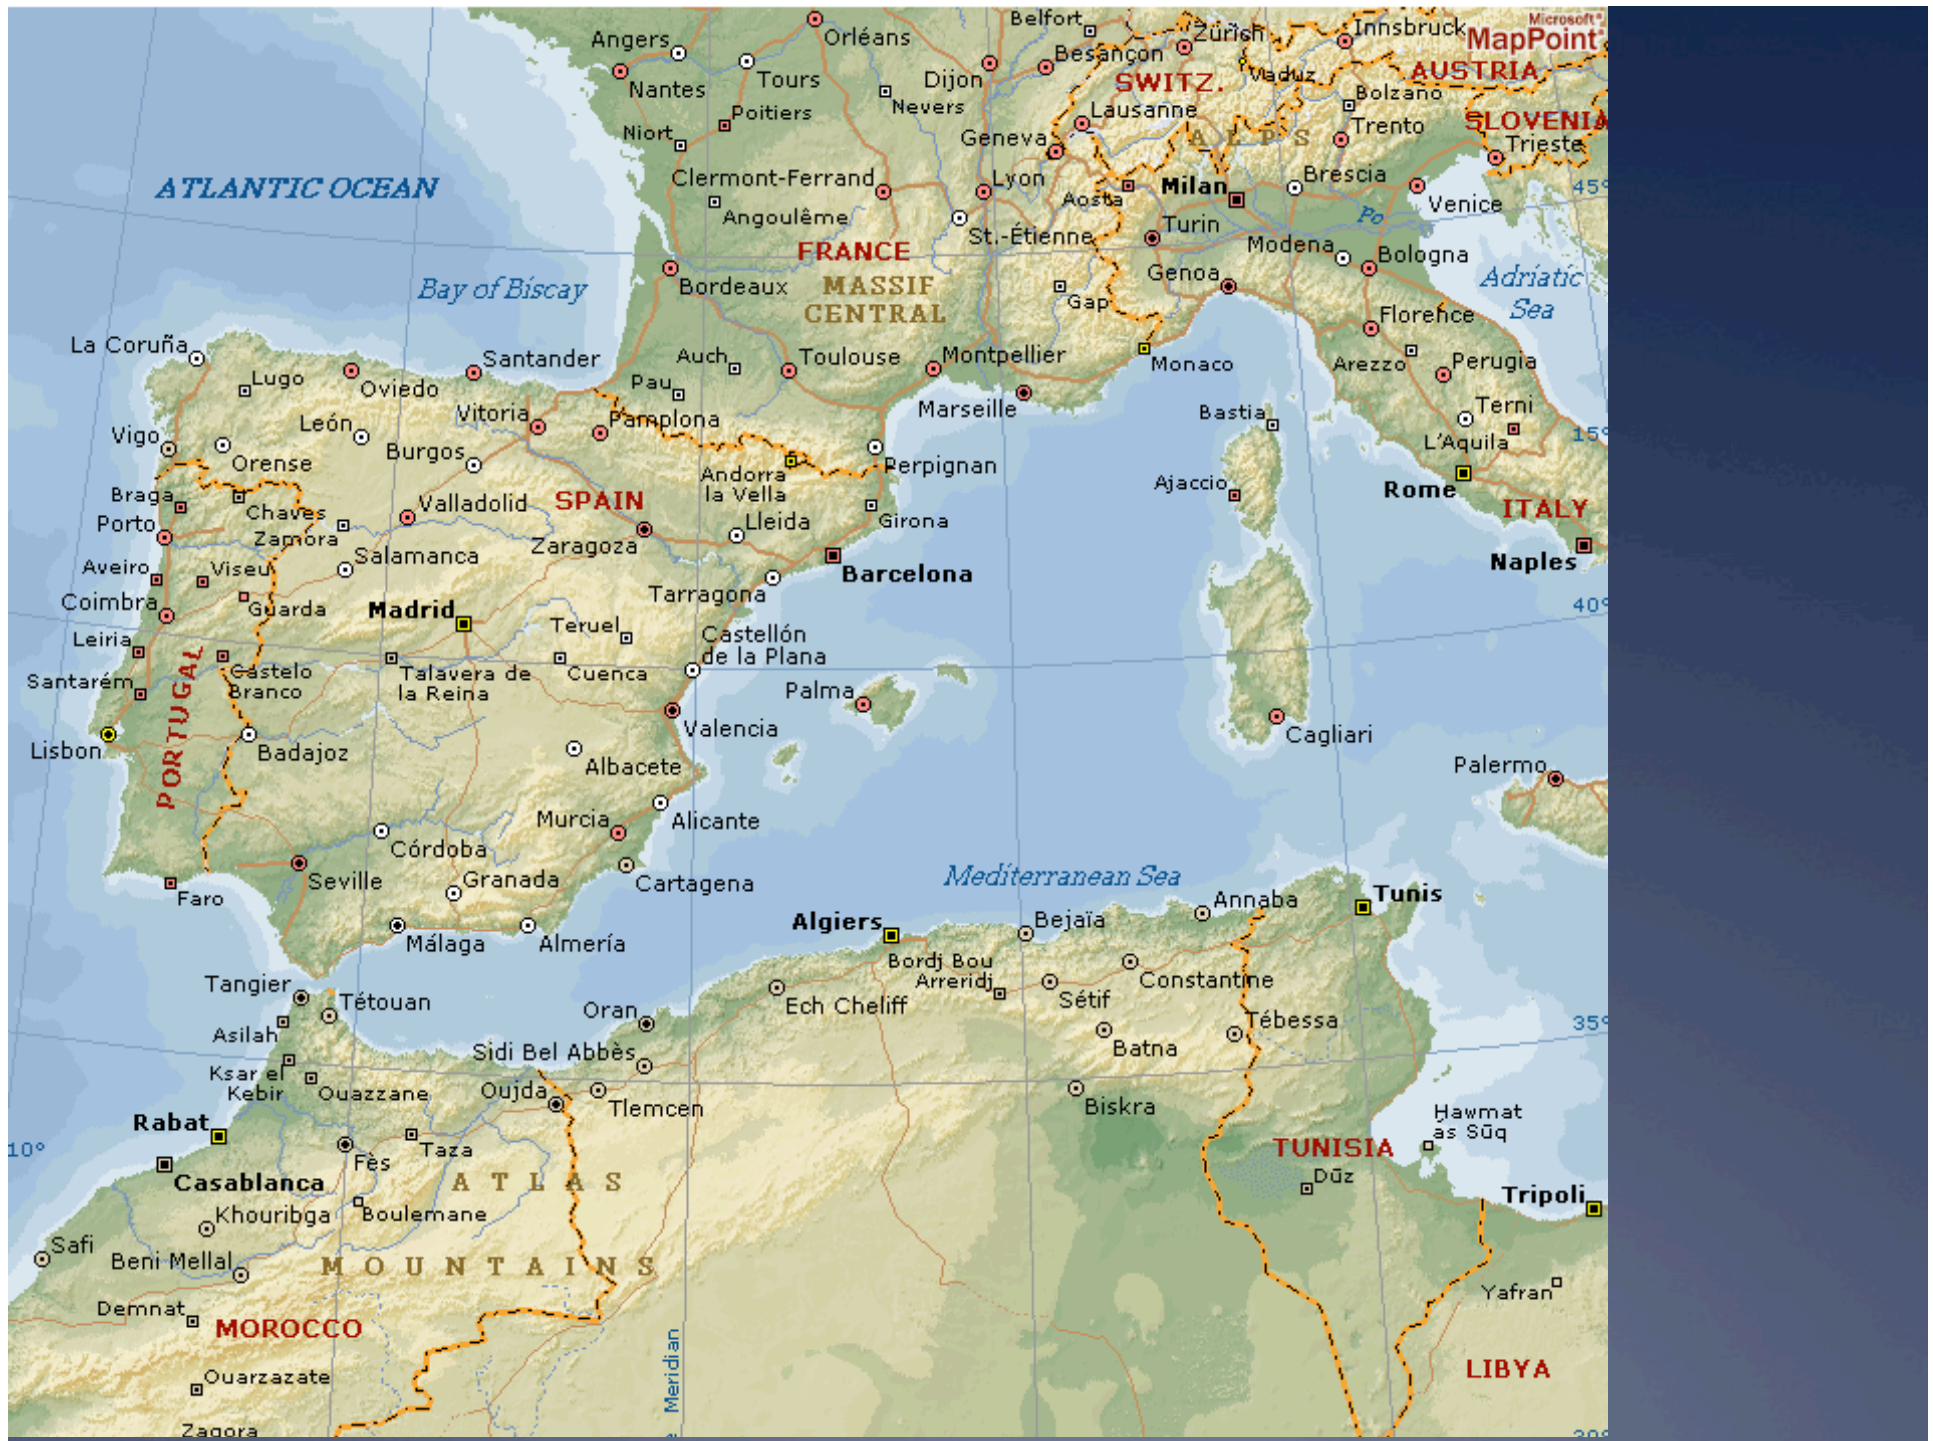 Microsoft®
MapPoint®
Belfort
Innsbruck
Zürich
Angers
Orléans
Besançon
Dijon
Tours
Nantes
SWITZ.
Vaduz
AUSTRIA
Nevers
Bolzano
Poitiers
Lausanne
SLOVENIA
Niort
Geneva
ALPS
Trento
Trieste
Clermont-Ferrand
Lyon
Milan
Brescia
45°
ATLANTIC OCEAN
Aosta
Venice
Angoulême
Po
St.-Étienne
Turin
Modena
FRANCE
Bologna
Genoa
Adriatic
Sea
Bay of Biscay
Bordeaux
MASSIF
CENTRAL
Gap
Florence
La Coruña
Santander
Auch
Toulouse
Montpellier
Monaco
Arezzo
Perugia
Lugo
Oviedo
Pau
Marseille
Bastia
Terni
Vitoria
Pamplona
León
15°
Vigo
Burgos
L'Aquila
Orense
Perpignan
Andorra
la Vella
Ajaccio
Rome
Braga
Chaves
Valladolid
SPAIN
ITALY
Porto
Lleida
Girona
Zamora
Zaragoza
Salamanca
Naples
Aveiro
Viseu
Barcelona
Coimbra
Guarda
Madrid
Tarragona
40°
Leiria
Teruel
Castellón
de la Plana
Santarém
Castelo
Branco
Talavera de
la Reina
Cuenca
Palma
PORTUGAL
Valencia
Cagliari
Lisbon
Badajoz
Albacete
Palermo
Murcia
Alicante
Córdoba
Mediterranean Sea
Seville
Granada
Cartagena
Faro
Annaba
Tunis
Algiers
Bejaïa
Málaga
Almería
Bordj Bou
Arreridj
Constantine
Tangier
Tétouan
Ech Cheliff
Sétif
Oran
Asilah
Tébessa
35°
Sidi Bel Abbès
Batna
Ksar el
Kebir
Ouazzane
Oujda
Tlemcen
Biskra
Rabat
Ḥawmat
as Sūq
10°
Taza
Fès
TUNISIA
Casablanca
ATLAS
Dūz
Tripoli
Khouribga
Boulemane
Safi
Beni Mellal
MOUNTAINS
Yafran
Demnat
MOROCCO
Meridian
LIBYA
Ouarzazate
Zagora